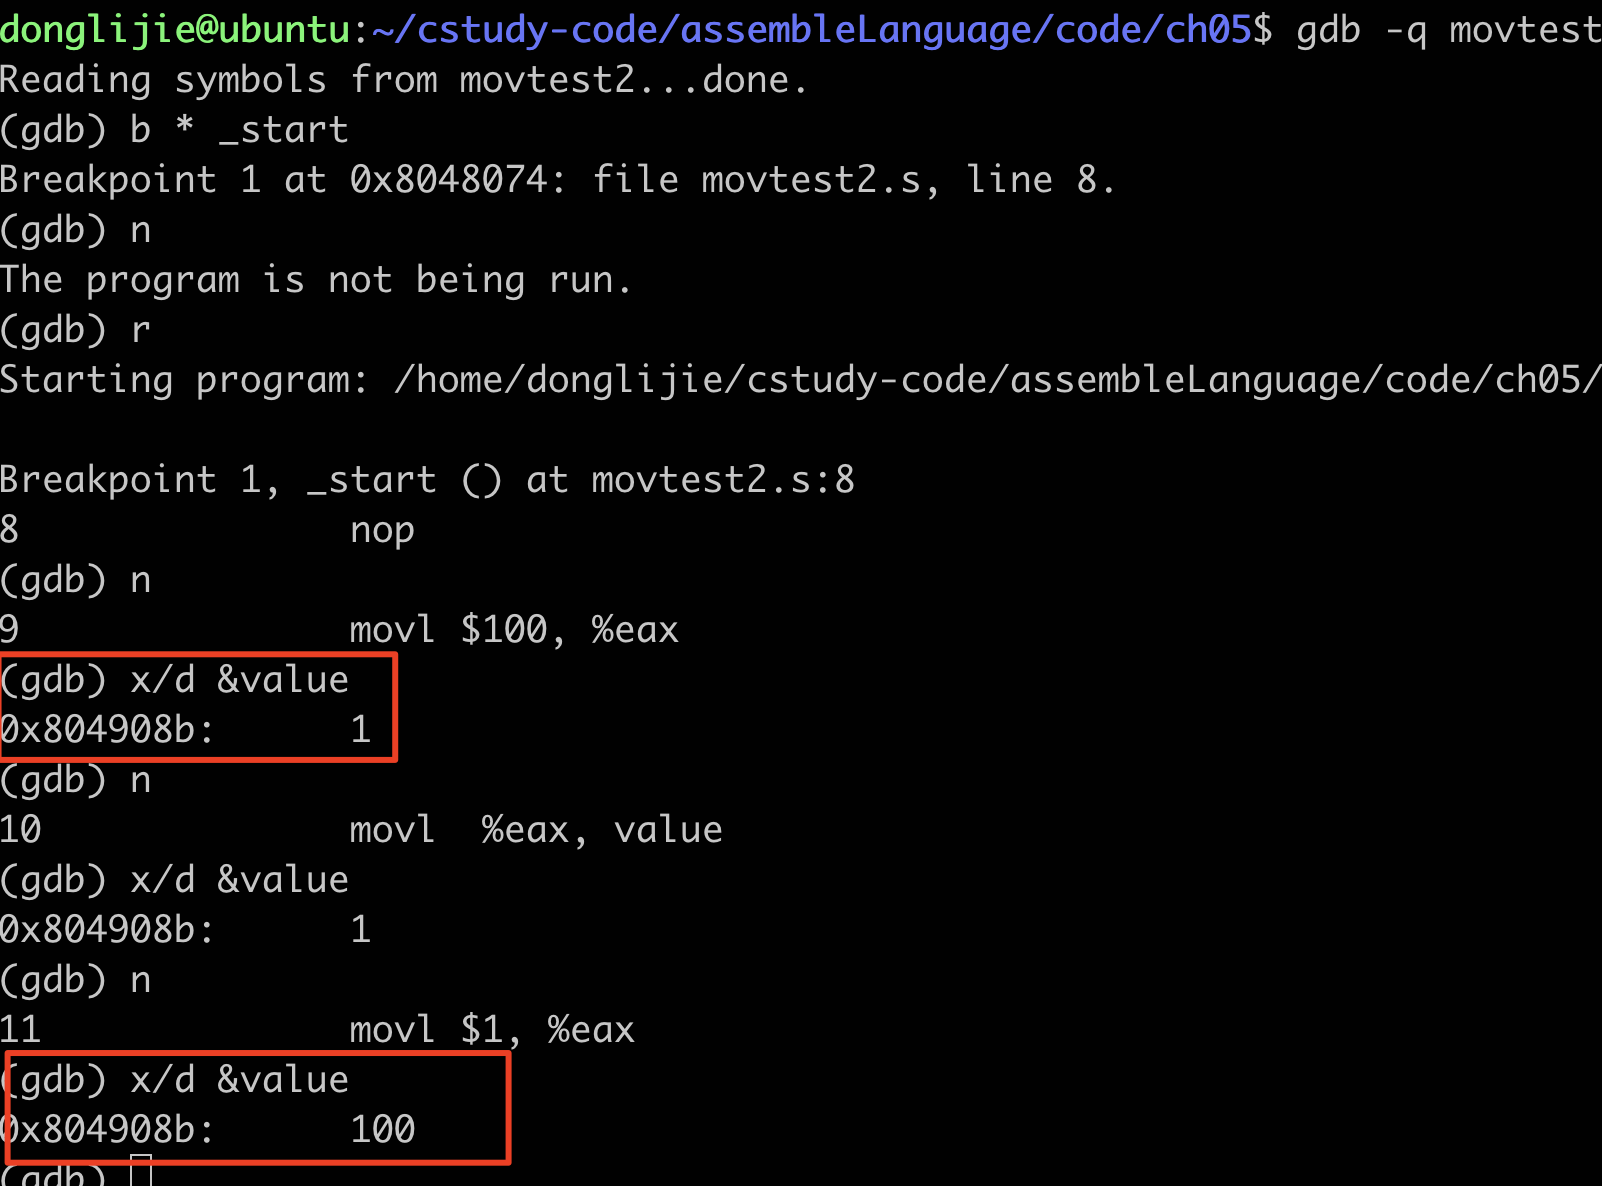 donglijie@ubuntu:~/cstudy-code/assembleLanguage/code/ch05$ gdb -q movtest
Reading symbols from movtest2...done.
(gdb) b * _start
Breakpoint 1 at 0x8048074: file movtest2.s, line 8.
(gdb) n
The program is not being run.
(gdb) r
Starting program: /home/donglijie/cstudy-code/assembleLanguage/code/ch05/
Breakpoint 1, _start () at movtest2.s:8
8               nop
(gdb) n
9               movl $100, %eax
(gdb) x/d &value
0x804908b:      1
(gdb) n
10              movl  %eax, value
(gdb) x/d &value
0x804908b:      1
(gdb) n
11              movl $1, %eax
(gdb) x/d &value
0x804908b:      100
(gdb)